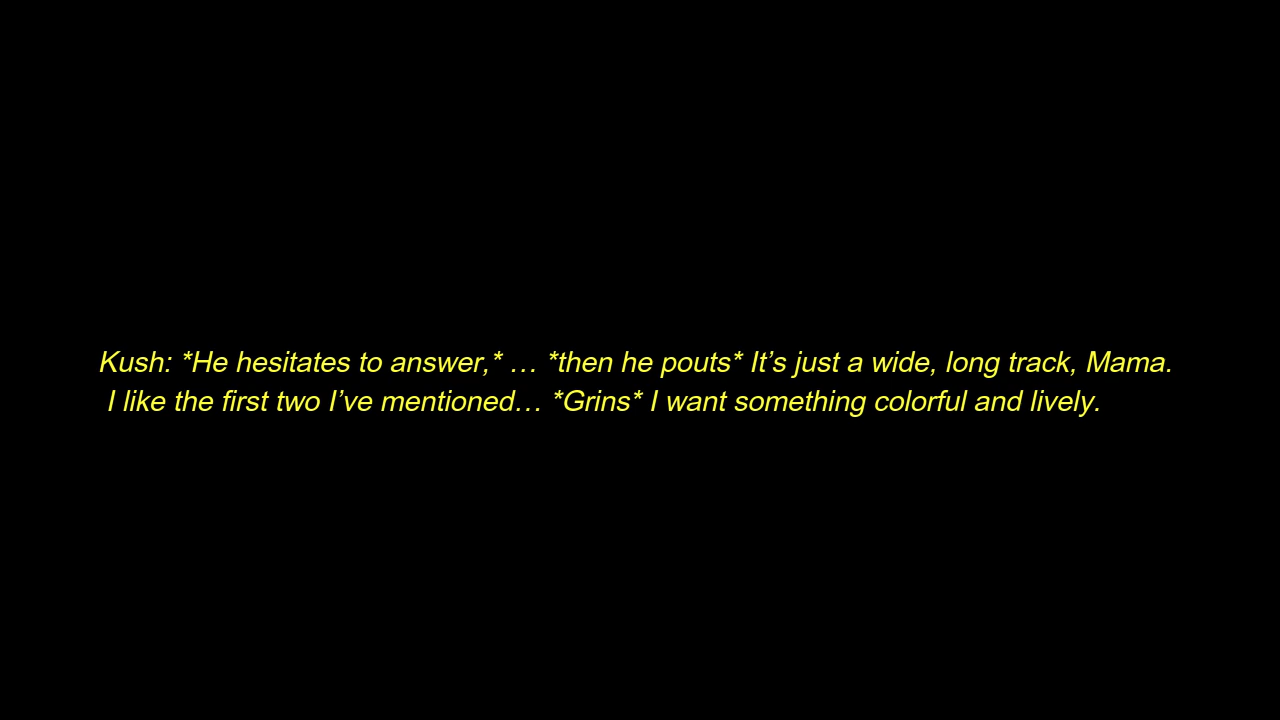 Kush: *He hesitates to answer,* … *then he pouts* It’s just a wide, long track, Mama.
I like the first two I’ve mentioned… *Grins* I want something colorful and lively.